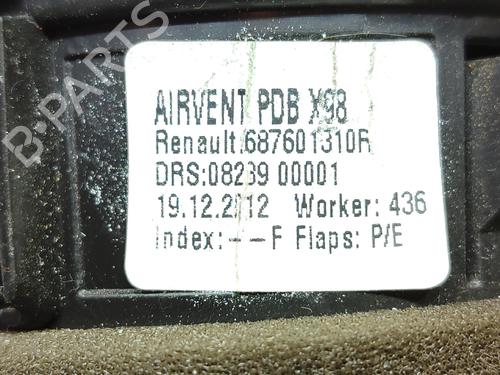 B-PARTS
AIRVENT PDB X98
Renault:687601310R
DRS:08239 00001
19.12.2012 Worker: 436
Index:--F Flaps: P/E